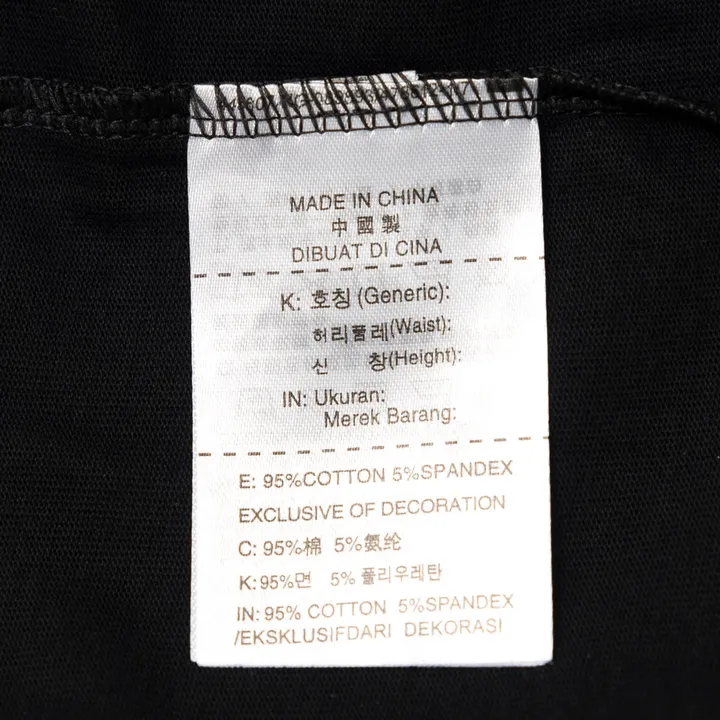 MADE IN CHINA
中國製
DIBUAT DI CINA
K: 호칭 (Generic):
허리품레(Waist):
신 창(Height):
IN: Ukuran:
Merek Barang:
E: 95%COTTON 5%SPANDEX
EXCLUSIVE OF DECORATION
C: 95%棉 5%氨纶
K:95%면 5% 폴리우레탄
IN: 95% COTTON 5%SPANDEX
/EKSKLUSIFDARI DEKORASI